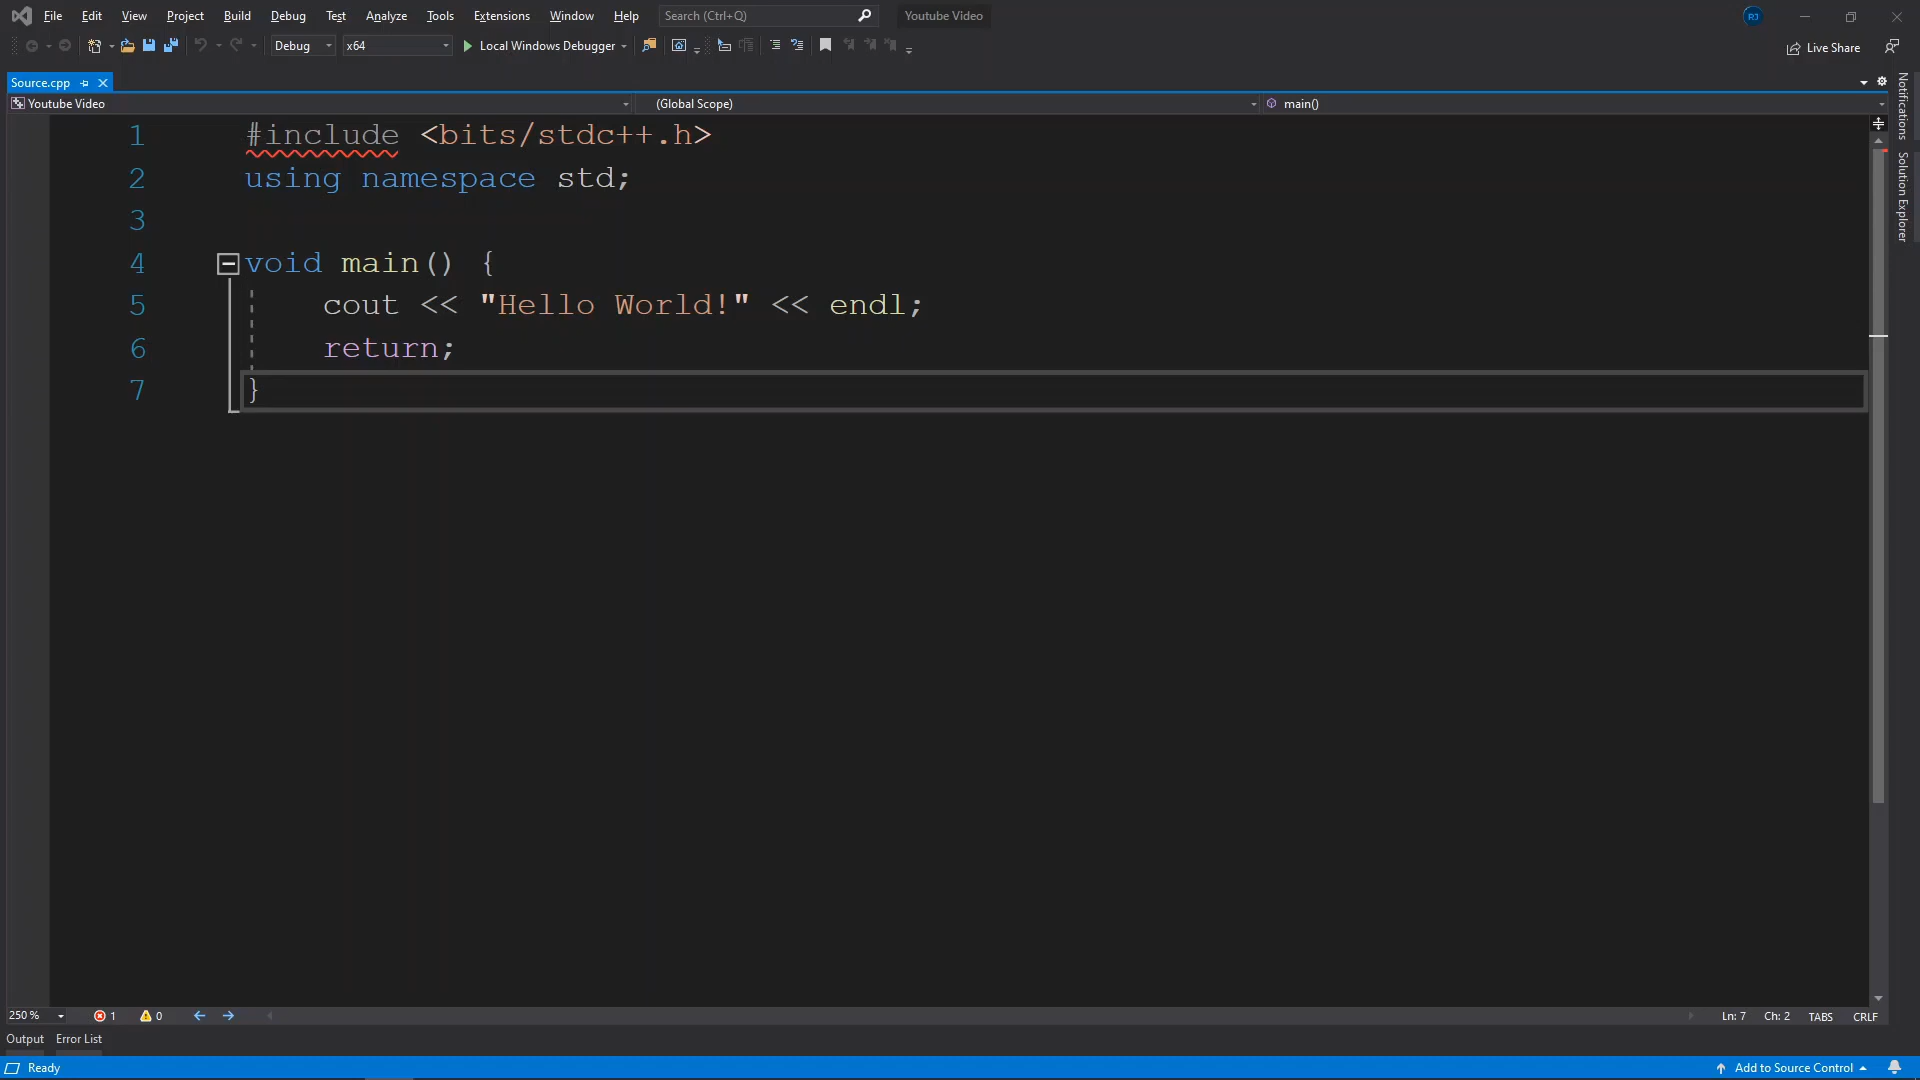 File Edit View Project Build Debug Test Analyze Tools Extensions Window Help Search (Ctrl+Q) Youtube Video RJ
Debug x64 Local Windows Debugger Live Share
Source.cpp
Youtube Video (Global Scope) main()
1 #include <bits/stdc++.h>
2 using namespace std;
3
4 void main() {
5 cout << "Hello World!" << endl;
6 return;
7 }
Notifications
Solution Explorer
250 % 1 0 Ln: 7 Ch: 2 TABS CRLF
Output Error List
Ready Add to Source Control